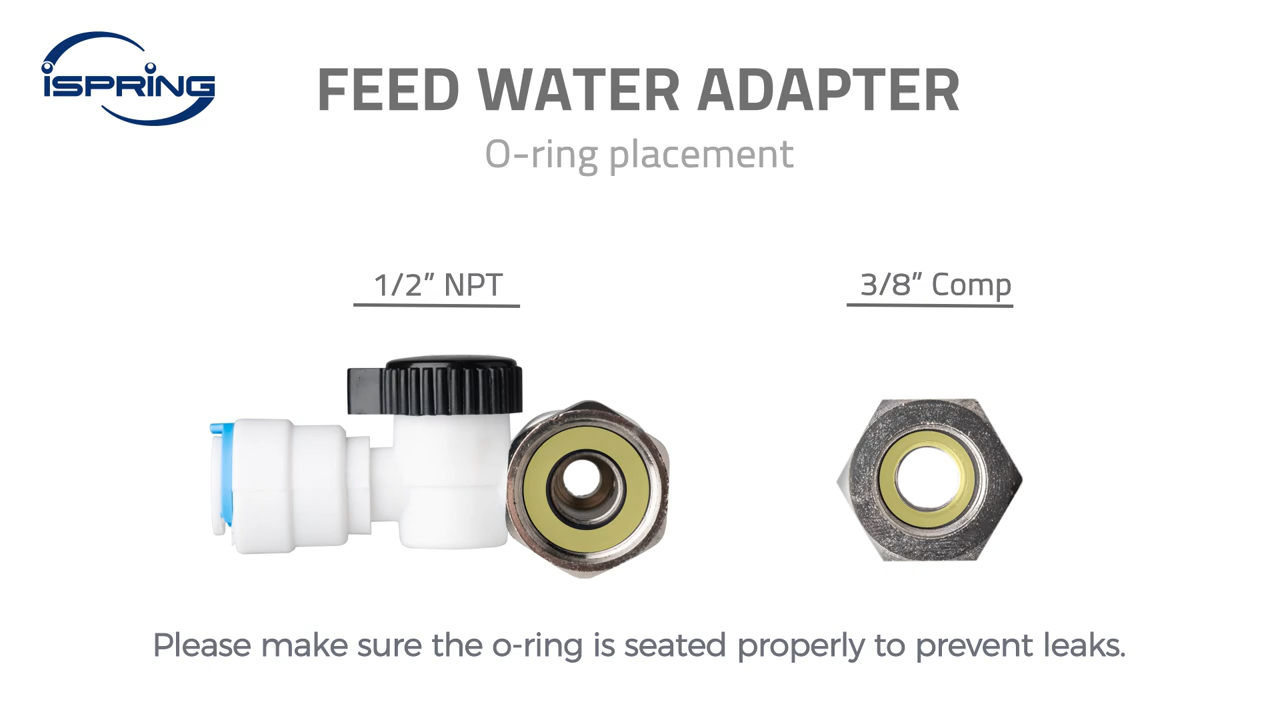 iSPRING
FEED WATER ADAPTER
O-ring placement
1/2” NPT
3/8” Comp
Please make sure the o-ring is seated properly to prevent leaks.